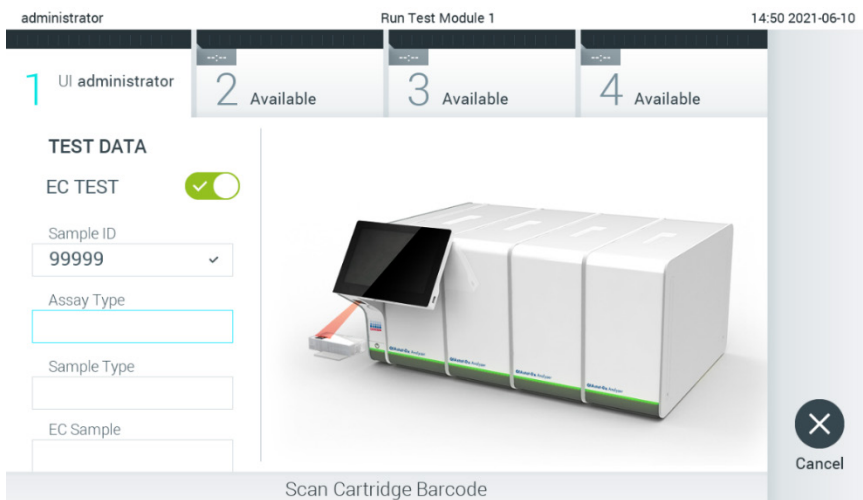 administrator
Run Test Module 1
14:50 2021-06-10
1 UI administrator
--:--
2 Available
--:--
3 Available
--:--
4 Available
TEST DATA
EC TEST
Sample ID
99999
Assay Type
Sample Type
EC Sample
Cancel
Scan Cartridge Barcode